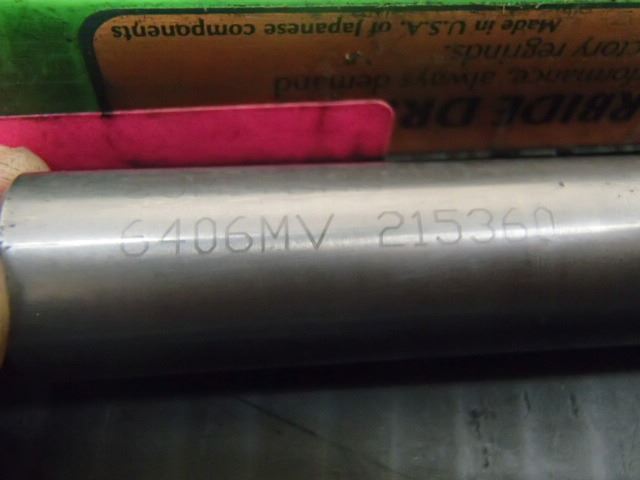 6406MV 215360
RBIDE DR
formance, always demand
ctory regrinds.
Made in U.S.A. of Japanese components